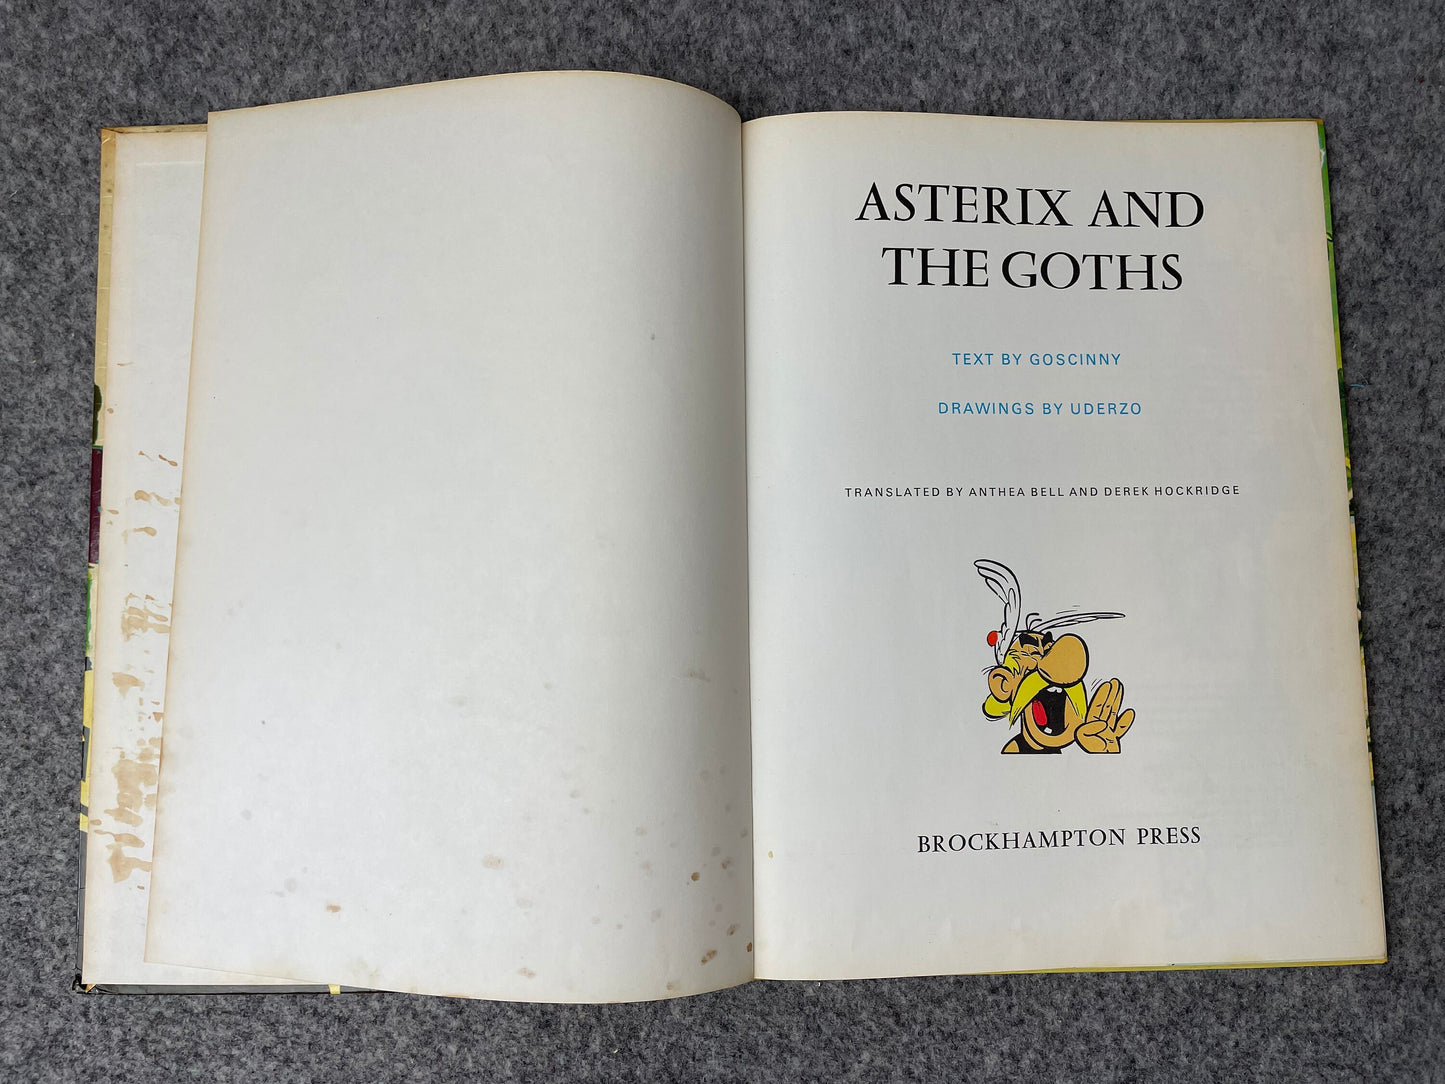 ASTERIX AND
THE GOTHS
TEXT BY GOSCINNY
DRAWINGS BY UDERZO
TRANSLATED BY ANTHEA BELL AND DEREK HOCKRIDGE
BROCKHAMPTON PRESS